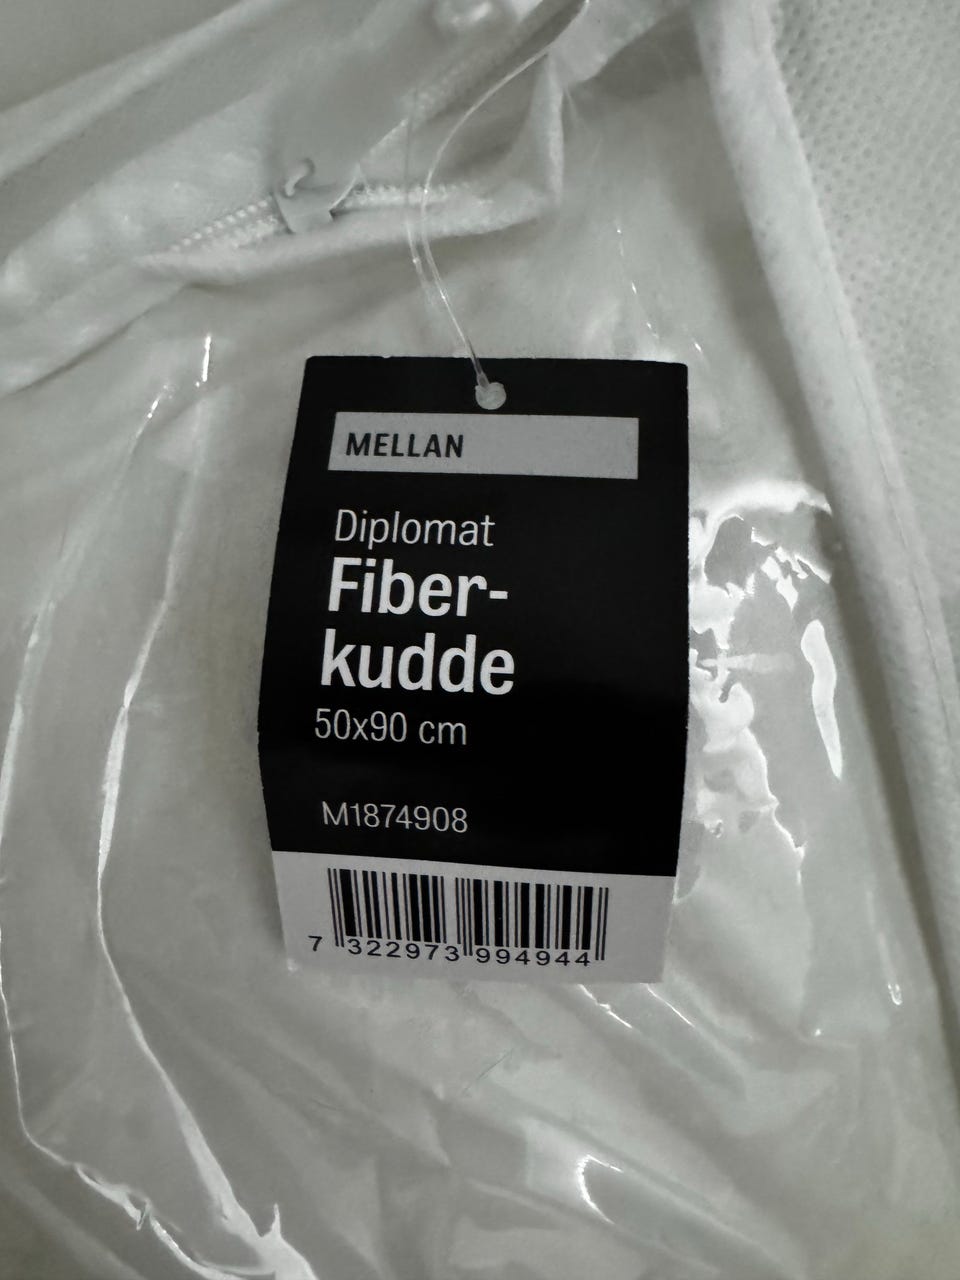 MELLAN
Diplomat
Fiber-
kudde
50x90 cm
M1874908
7 322973 994944